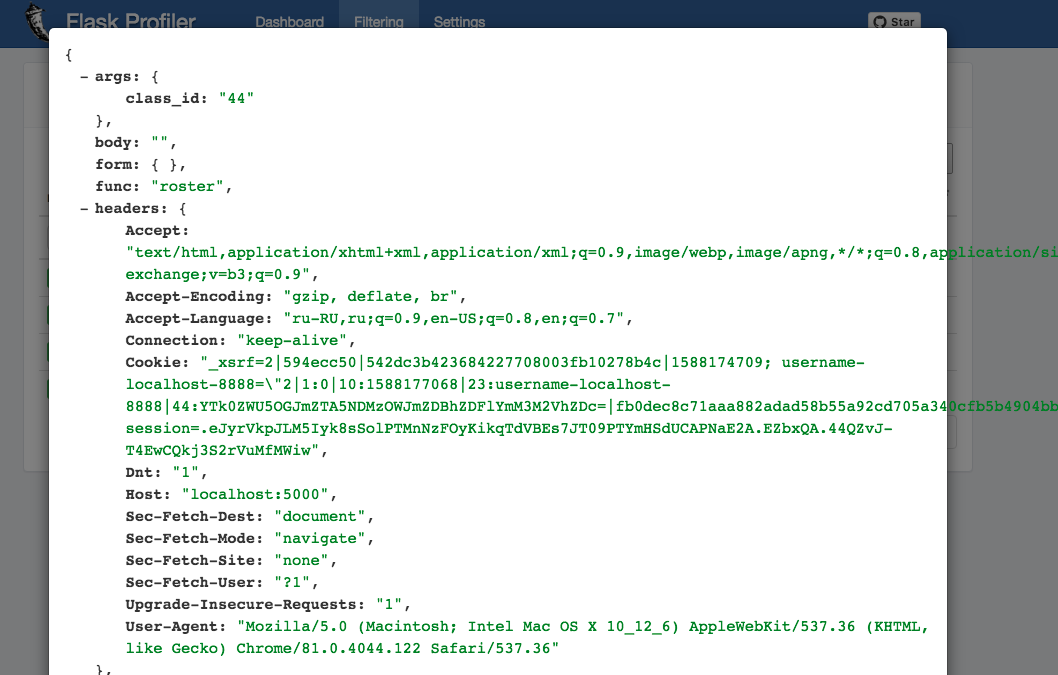 Flask Profiler Dashboard Filtering Settings Star
{
– args: {
class_id: "44"
},
body: "",
form: { },
func: "roster",
– headers: {
Accept:
"text/html,application/xhtml+xml,application/xml;q=0.9,image/webp,image/apng,*/*;q=0.8,application/si
exchange;v=b3;q=0.9",
Accept-Encoding: "gzip, deflate, br",
Accept-Language: "ru-RU,ru;q=0.9,en-US;q=0.8,en;q=0.7",
Connection: "keep-alive",
Cookie: "_xsrf=2|594ecc50|542dc3b423684227708003fb10278b4c|1588174709; username-
localhost-8888=\"2|1:0|10:1588177068|23:username-localhost-
8888|44:YTk0ZWU5OGJmZTA5NDMzOWJmZDBhZDFlYmM3M2VhZDc=|fb0dec8c71aaa882adad58b55a92cd705a340cfb5b4904bb
session=.eJyrVkpJLM5Iyk8sSolPTMnNzFOyKikqTdVBEs7JT09PTYmHSdUCAPNaE2A.EZbxQA.44QZvJ-
T4EwCQkj3S2rVuMfMWiw",
Dnt: "1",
Host: "localhost:5000",
Sec-Fetch-Dest: "document",
Sec-Fetch-Mode: "navigate",
Sec-Fetch-Site: "none",
Sec-Fetch-User: "?1",
Upgrade-Insecure-Requests: "1",
User-Agent: "Mozilla/5.0 (Macintosh; Intel Mac OS X 10_12_6) AppleWebKit/537.36 (KHTML,
like Gecko) Chrome/81.0.4044.122 Safari/537.36"
},